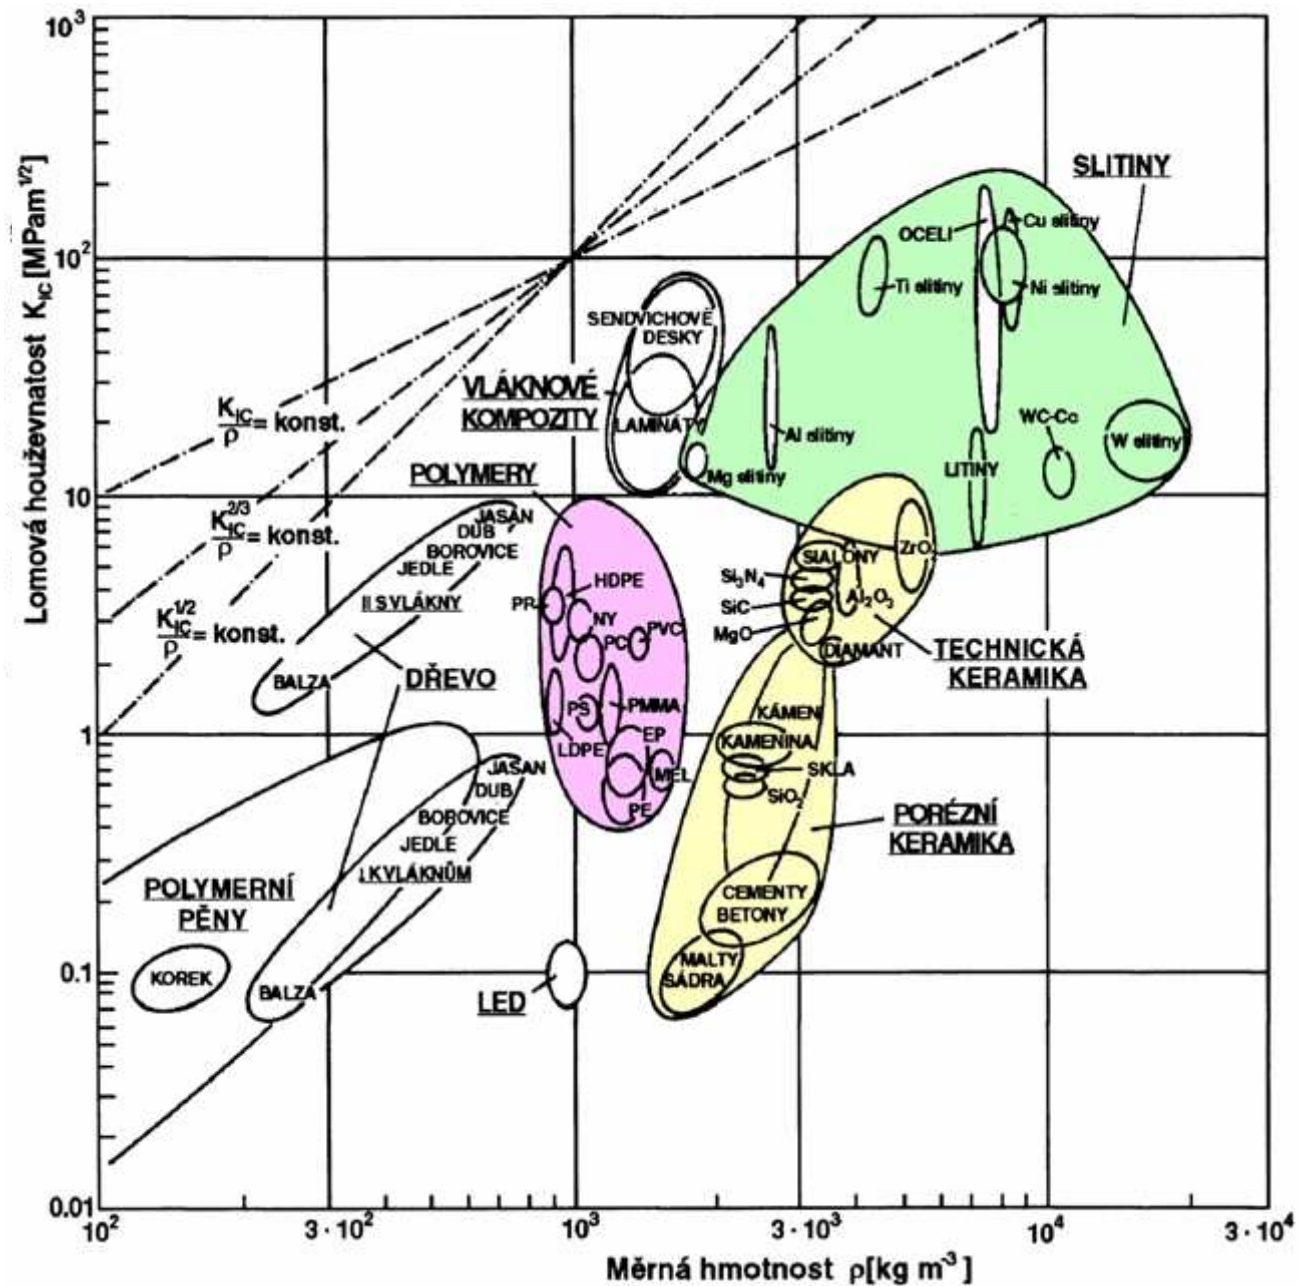 10³
10²
10
1
0.1
0.01
Lomová houževnatost K_IC [MPam^1/2]
SLITINY
OCELI
Cu slitiny
Ti slitiny
Ni slitiny
SENDVICHOVÉ
DESKY
VLÁKNOVÉ
KOMPOZITY
LAMINÁTY
Al slitiny
WC-Co
W slitiny
Mg slitiny
LITINY
K_IC/ρ = konst.
K_IC^2/3/ρ = konst.
K_IC^1/2/ρ = konst.
POLYMERY
JASAN
DUB
BOROVICE
JEDLE
II S VLÁKNY
BALZA
DŘEVO
HDPE
PP
NY
PC
PVC
PS
PMMA
LDPE
EP
MEL
PE
SIALONY
ZrO
Si₃N₄
SiC
Al₂O₃
MgO
DIAMANT
TECHNICKÁ
KERAMIKA
KÁMEN
KAMENINA
SKLA
SiO₂
PORÉZNÍ
KERAMIKA
JASAN
DUB
BOROVICE
JEDLE
⊥ K VLÁKNŮM
BALZA
POLYMERNÍ
PĚNY
KOREK
LED
CEMENTY
BETONY
MALTY
SÁDRA
10² 3·10² 10³ 3·10³ 10⁴ 3·10⁴
Měrná hmotnost ρ[kg m⁻³]